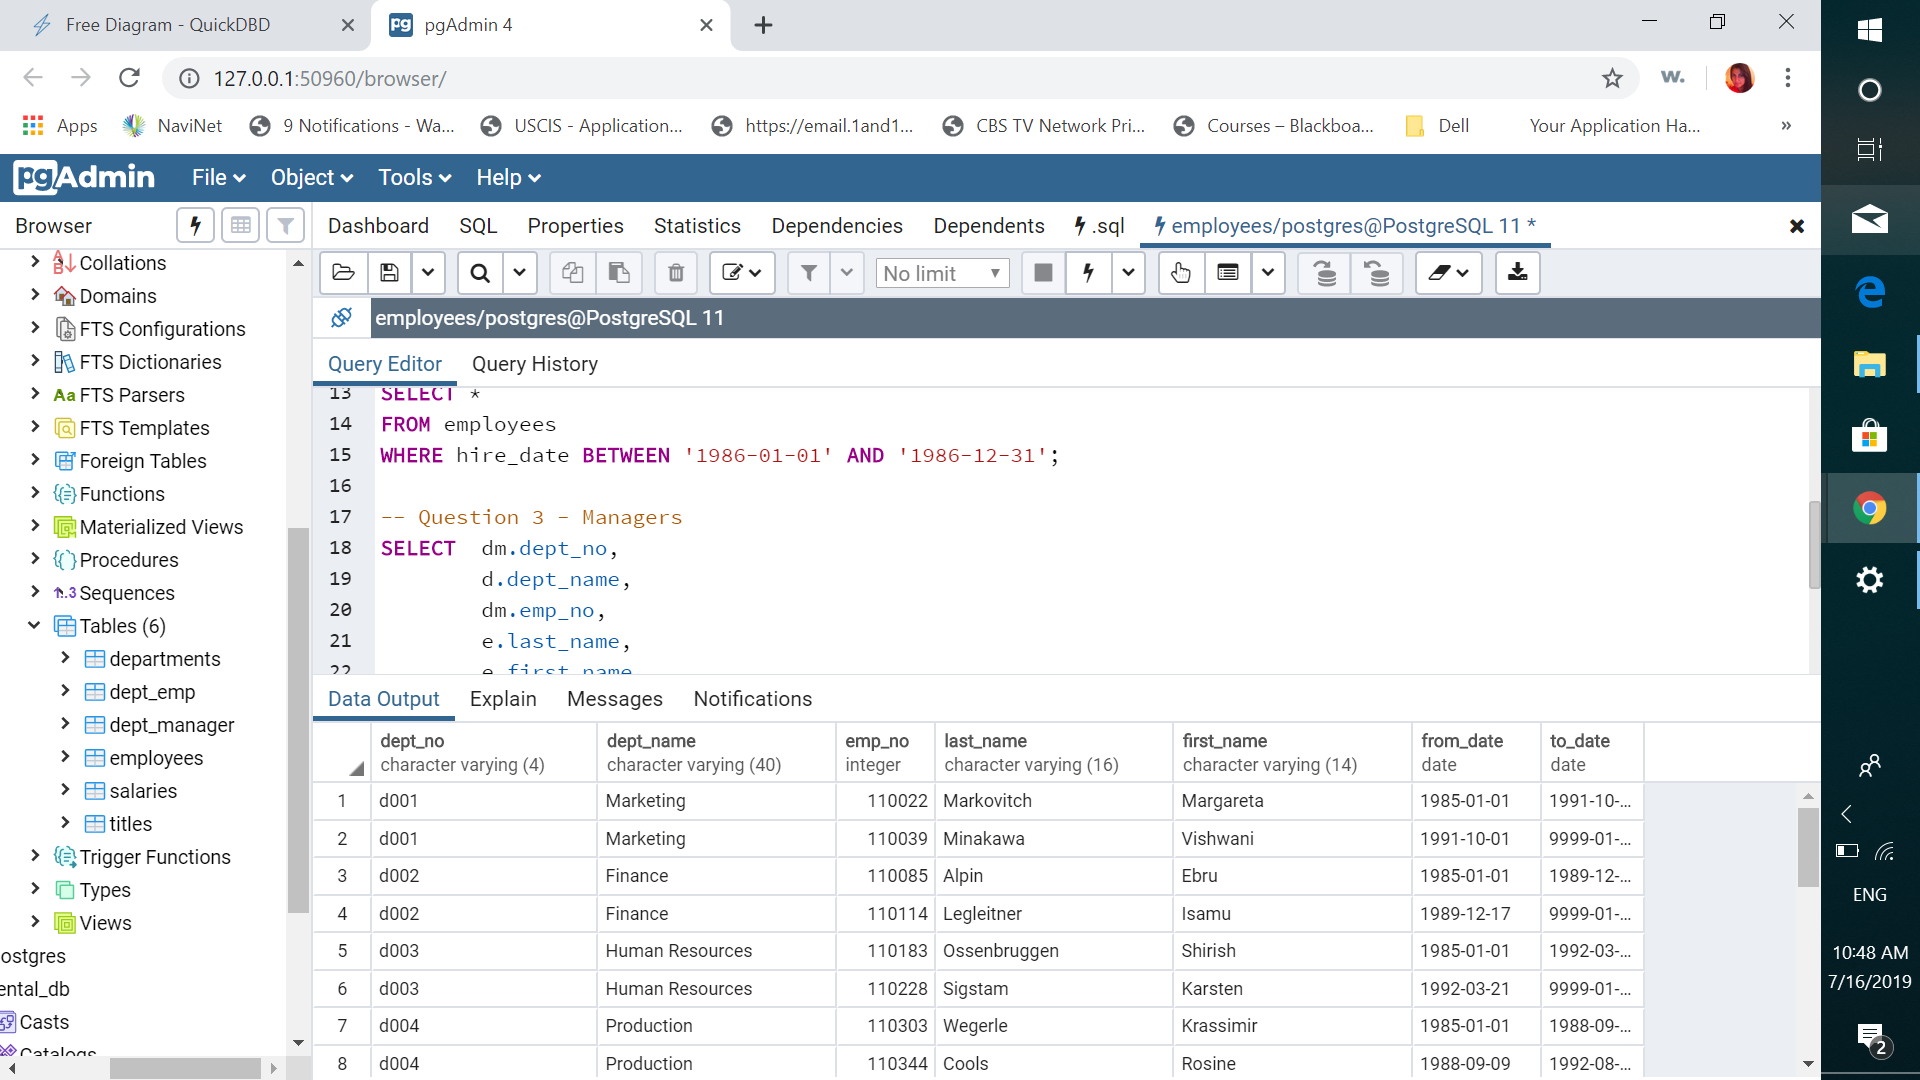 Free Diagram - QuickDBD
pgAdmin 4
127.0.0.1:50960/browser/
w.
Apps
NaviNet
9 Notifications - Wa...
USCIS - Application...
https://email.1and1...
CBS TV Network Pri...
Courses – Blackboa...
Dell
Your Application Ha...
»
pgAdmin
File
Object
Tools
Help
Browser
Dashboard
SQL
Properties
Statistics
Dependencies
Dependents
.sql
employees/postgres@PostgreSQL 11 *
No limit
employees/postgres@PostgreSQL 11
Query Editor
Query History
Collations
Domains
FTS Configurations
FTS Dictionaries
Aa FTS Parsers
FTS Templates
Foreign Tables
Functions
Materialized Views
Procedures
1..3 Sequences
Tables (6)
departments
dept_emp
dept_manager
employees
salaries
titles
Trigger Functions
Types
Views
ostgres
ental_db
Casts
Catalogs
13 SELECT *
14 FROM employees
15 WHERE hire_date BETWEEN '1986-01-01' AND '1986-12-31';
16
17 -- Question 3 - Managers
18 SELECT dm.dept_no,
19 d.dept_name,
20 dm.emp_no,
21 e.last_name,
22 e.first_name
Data Output
Explain
Messages
Notifications
dept_no dept_name emp_no last_name first_name from_date to_date
character varying (4) character varying (40) integer character varying (16) character varying (14) date date
1 d001 Marketing 110022 Markovitch Margareta 1985-01-01 1991-10-...
2 d001 Marketing 110039 Minakawa Vishwani 1991-10-01 9999-01-...
3 d002 Finance 110085 Alpin Ebru 1985-01-01 1989-12-...
4 d002 Finance 110114 Legleitner Isamu 1989-12-17 9999-01-...
5 d003 Human Resources 110183 Ossenbruggen Shirish 1985-01-01 1992-03-...
6 d003 Human Resources 110228 Sigstam Karsten 1992-03-21 9999-01-...
7 d004 Production 110303 Wegerle Krassimir 1985-01-01 1988-09-...
8 d004 Production 110344 Cools Rosine 1988-09-09 1992-08-...
ENG
10:48 AM
7/16/2019
2